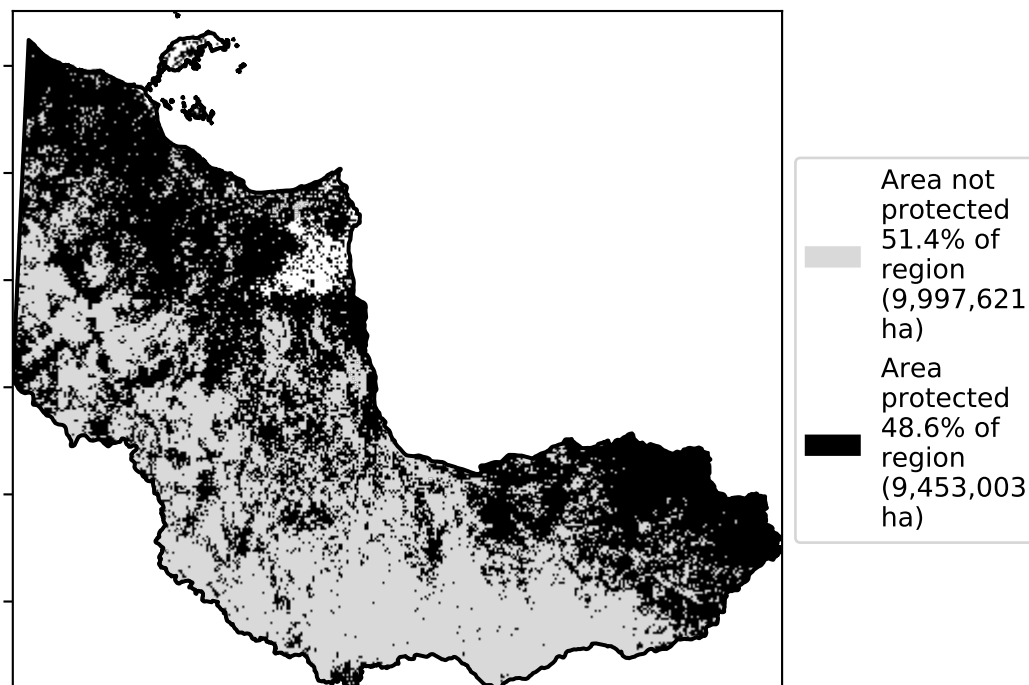 Area not
protected
51.4% of
region
(9,997,621
ha)
Area
protected
48.6% of
region
(9,453,003
ha)